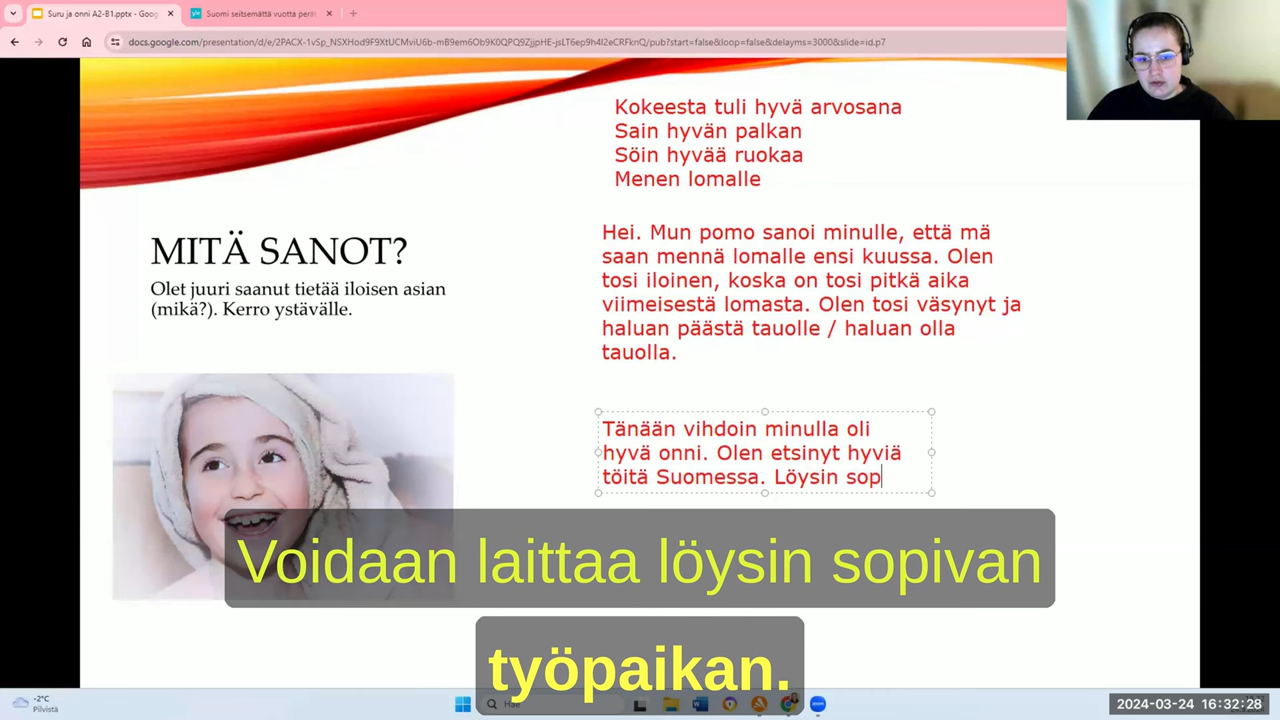 Suru ja onni A2-B1.pptx - Goog
Suomi seitsemättä vuotta perät
docs.google.com/presentation/d/e/2PACX-1vSp_NSXHod9F9XtUCMviU6b-mB9em6Ob9K0QPQ9ZjjpHE-jsLT6ep9h4I2eCRFknQ/pub?start=false&loop=false&delayms=3000&slide=id.p7
Kokeesta tuli hyvä arvosana
Sain hyvän palkan
Söin hyvää ruokaa
Menen lomalle
MITÄ SANOT?
Olet juuri saanut tietää iloisen asian
(mikä?). Kerro ystävälle.
Hei. Mun pomo sanoi minulle, että mä
saan mennä lomalle ensi kuussa. Olen
tosi iloinen, koska on tosi pitkä aika
viimeisestä lomasta. Olen tosi väsynyt ja
haluan päästä tauolle / haluan olla
tauolla.
Tänään vihdoin minulla oli
hyvä onni. Olen etsinyt hyviä
töitä Suomessa. Löysin sop
Voidaan laittaa löysin sopivan
työpaikan.
-2°C
Pilvistä
Hae
2024-03-24 16:32:28